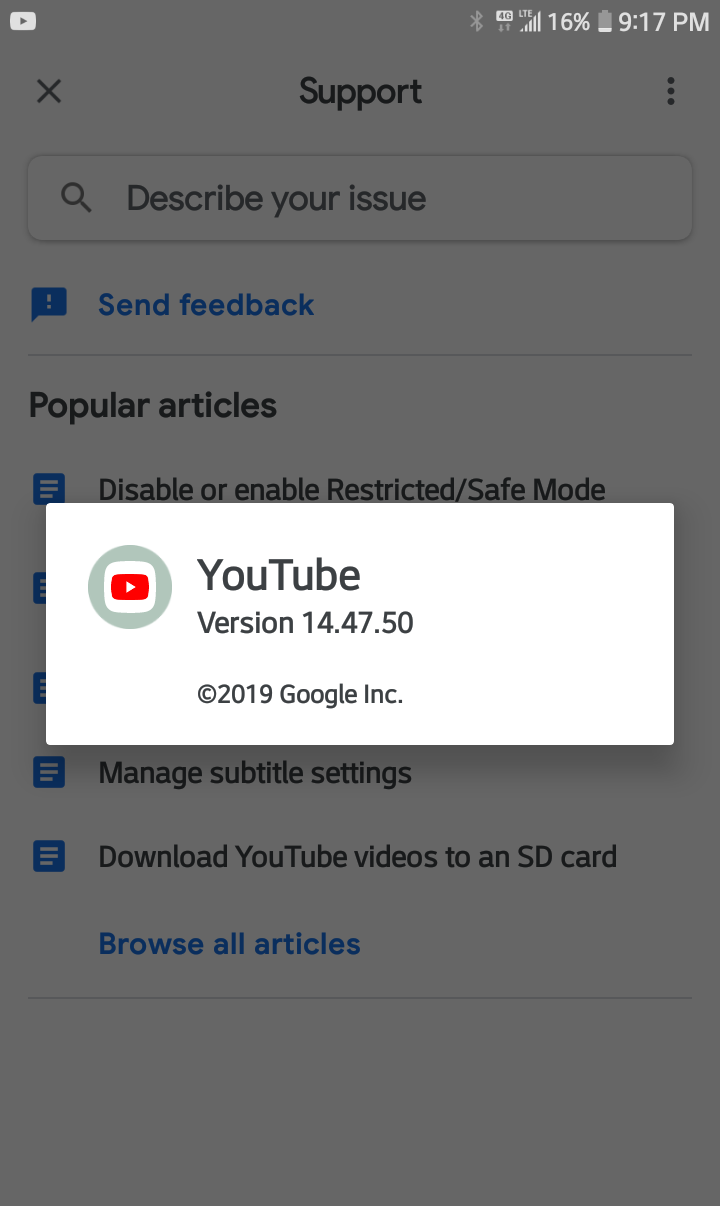 4G LTE 16% 9:17 PM
Support
Describe your issue
Send feedback
Popular articles
Disable or enable Restricted/Safe Mode
YouTube
Version 14.47.50
©2019 Google Inc.
Manage subtitle settings
Download YouTube videos to an SD card
Browse all articles